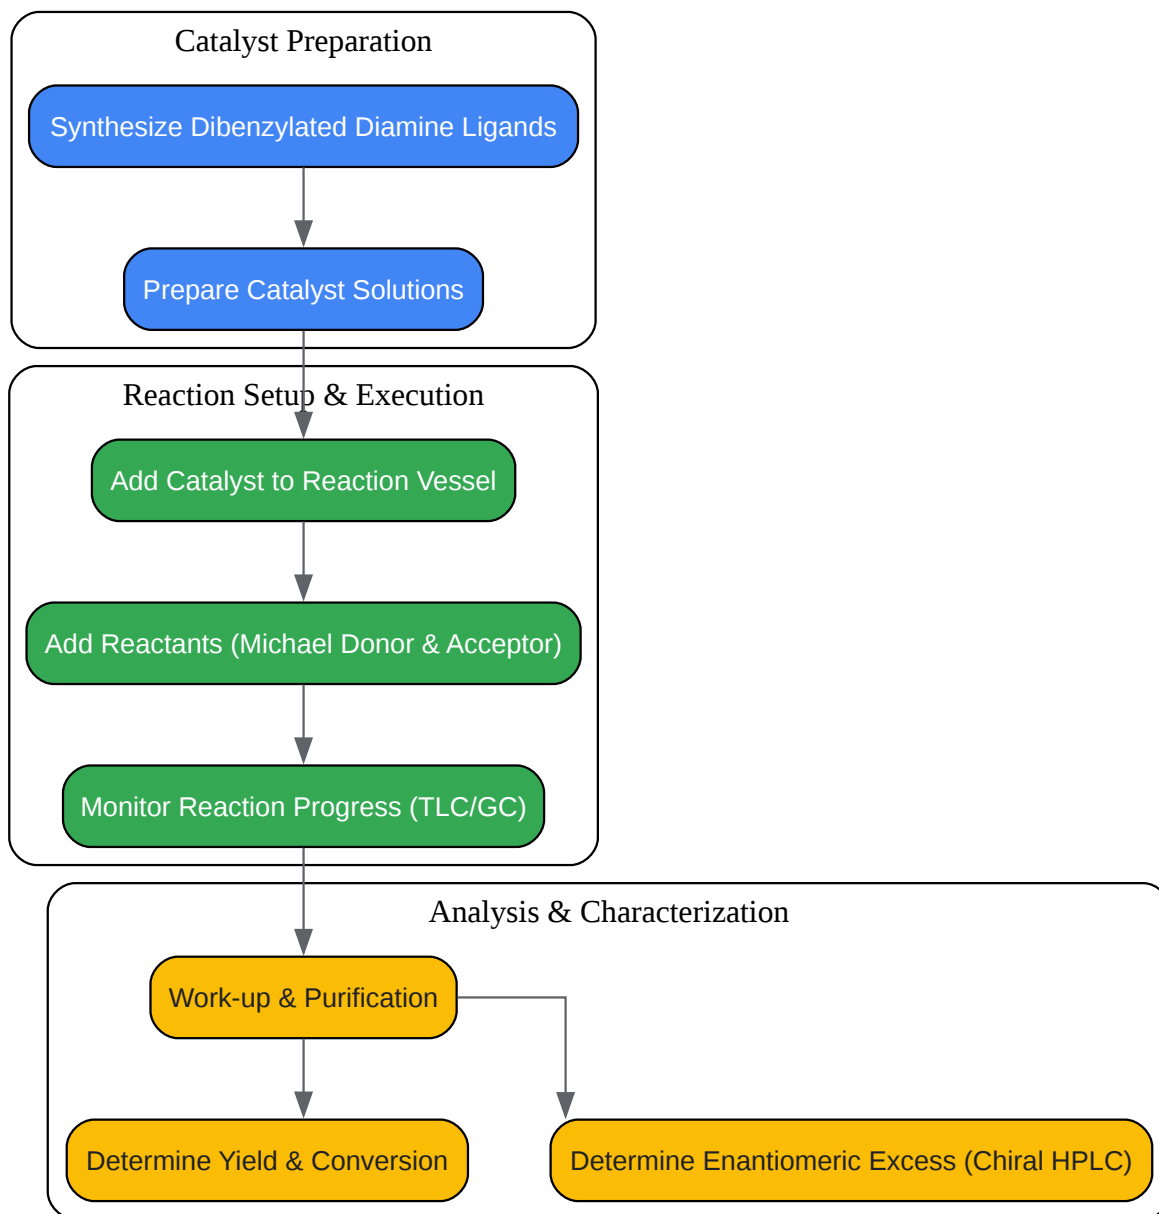 Catalyst Preparation
Synthesize Dibenzylated Diamine Ligands
Prepare Catalyst Solutions
Reaction Setup & Execution
Add Catalyst to Reaction Vessel
Add Reactants (Michael Donor & Acceptor)
Monitor Reaction Progress (TLC/GC)
Analysis & Characterization
Work-up & Purification
Determine Yield & Conversion
Determine Enantiomeric Excess (Chiral HPLC)